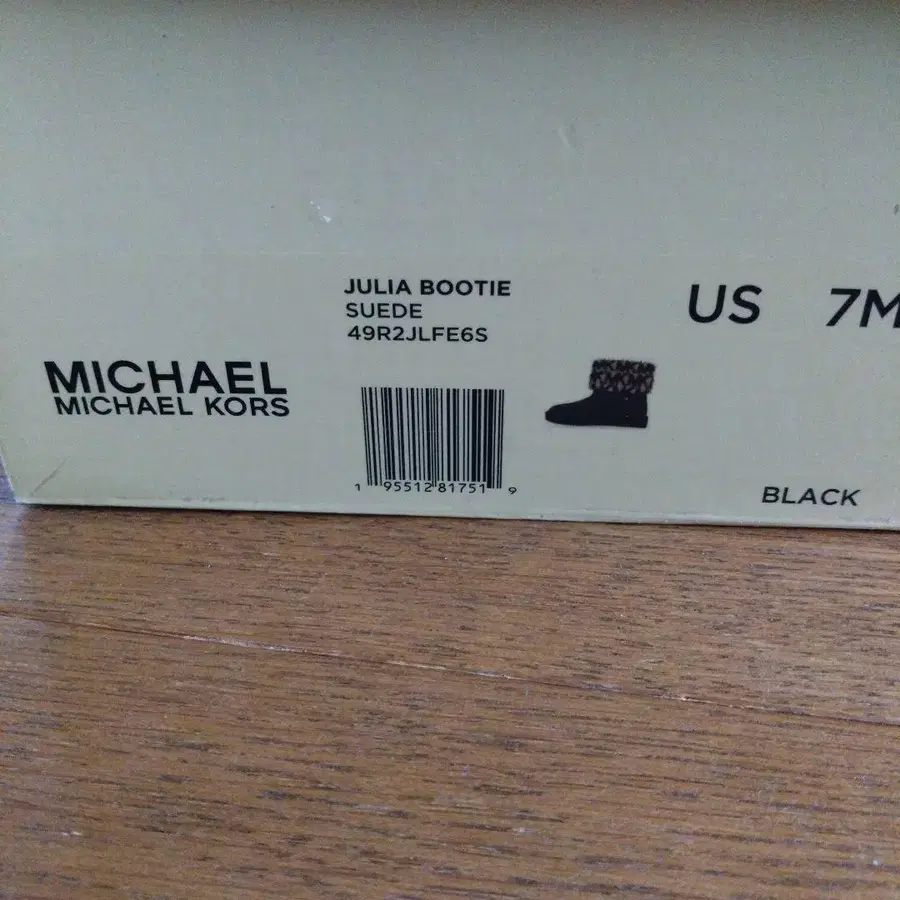 JULIA BOOTIE
SUEDE
49R2JLFE6S
US 7M
MICHAEL
MICHAEL KORS
1 95512 81751 9
BLACK